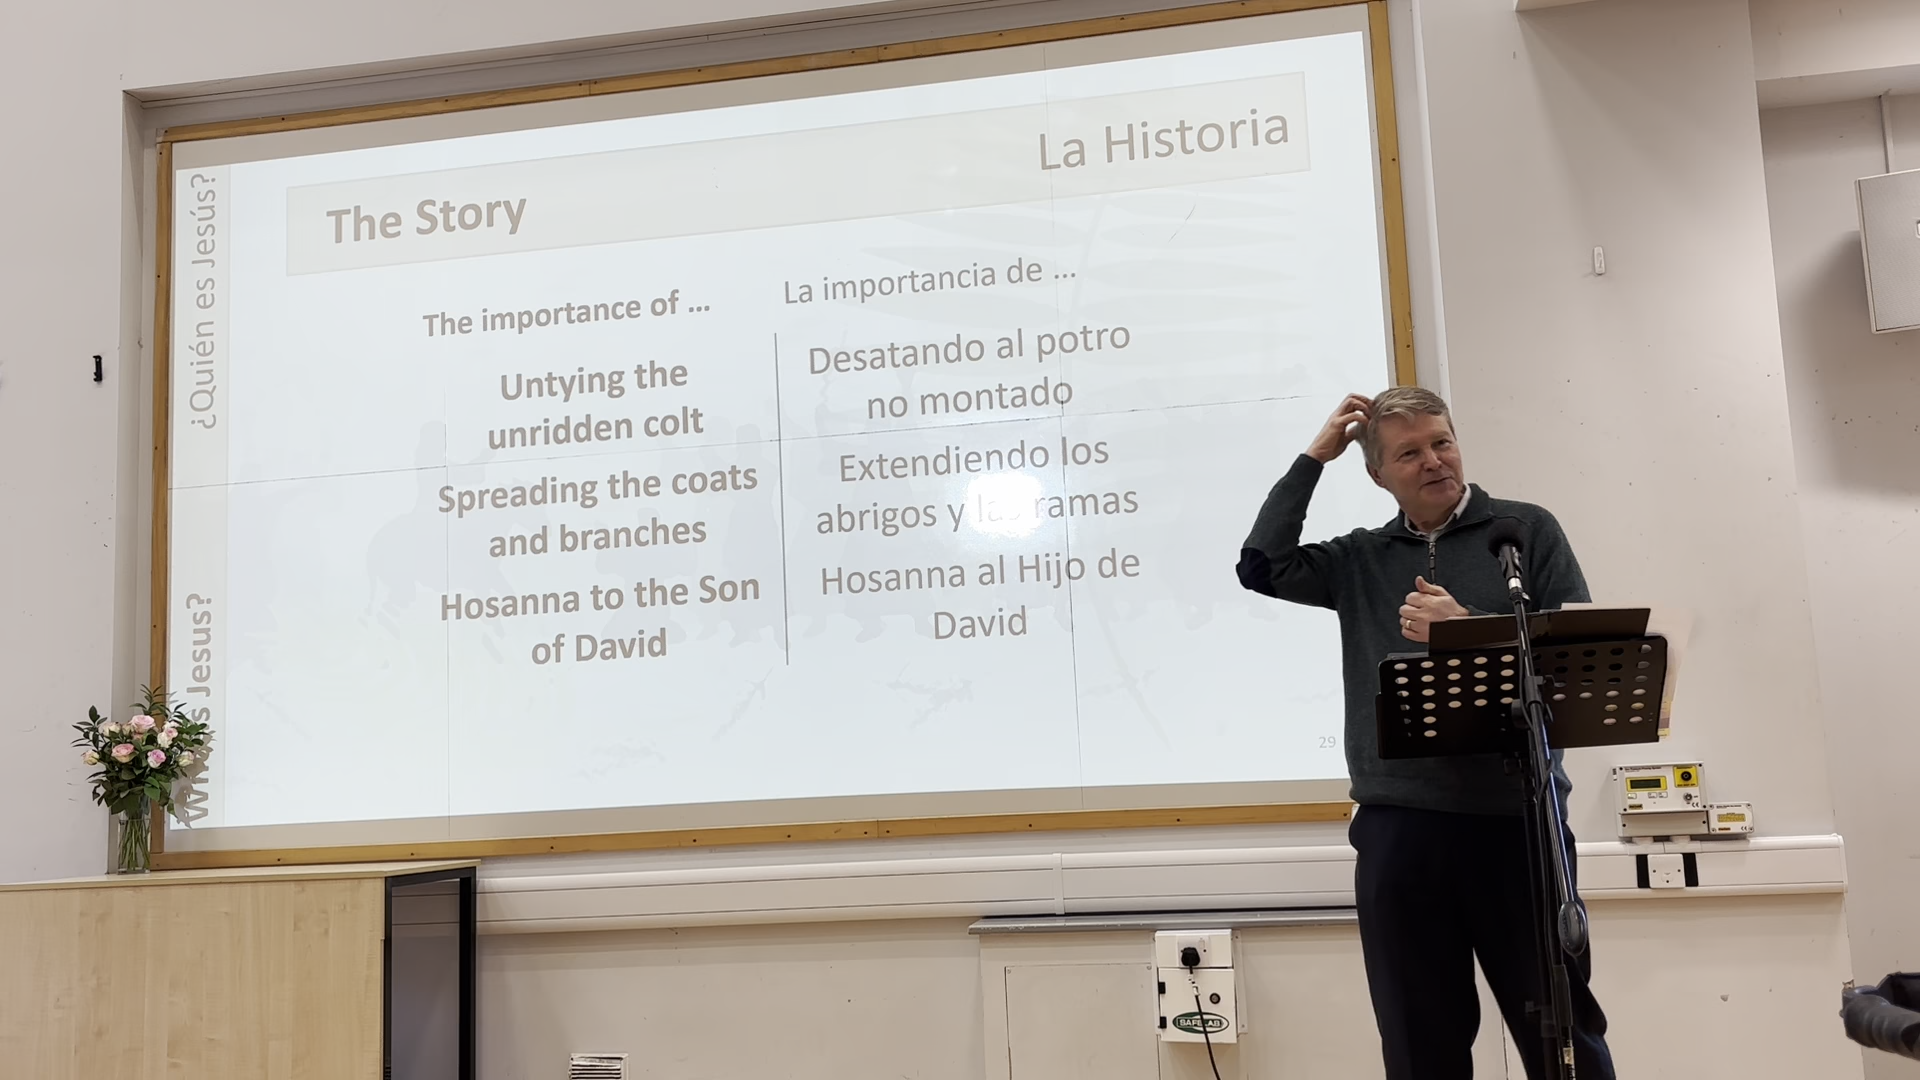 ¿Quién es Jesús?
Jesus?
The Story
La Historia
The importance of ...
La importancia de ...
Untying the
unridden colt
Desatando al potro
no montado
Spreading the coats
and branches
Extendiendo los
abrigos y las ramas
Hosanna to the Son
of David
Hosanna al Hijo de
David
29
SAFELAB